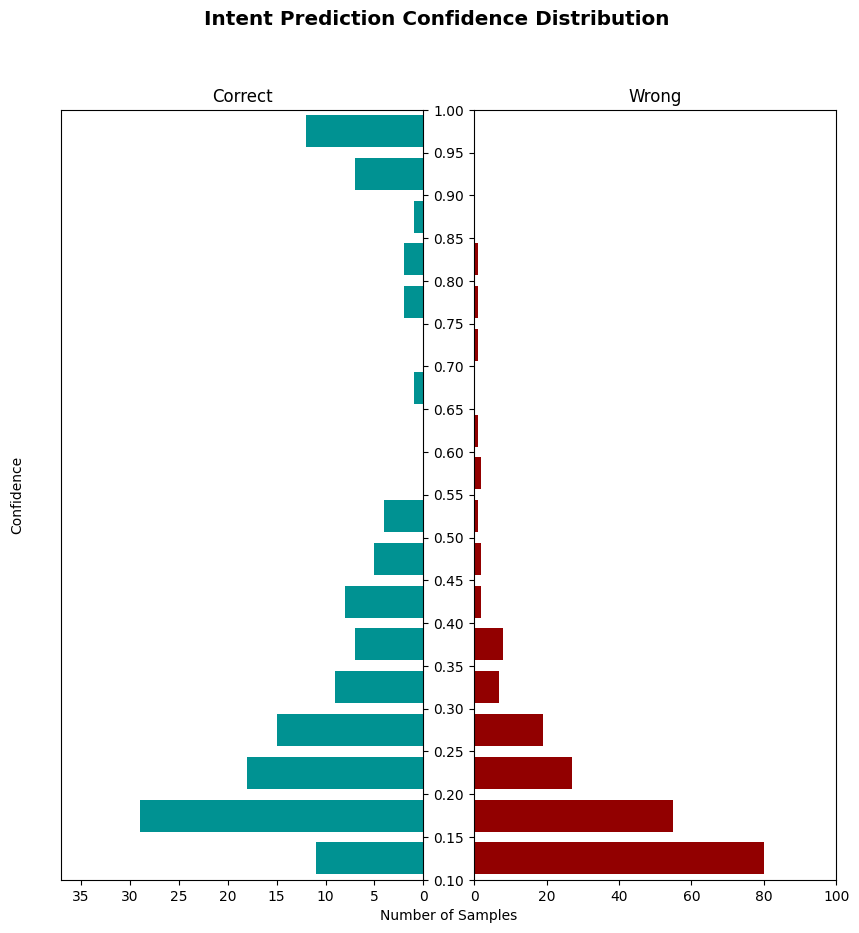 Intent Prediction Confidence Distribution
Correct
Wrong
1.00
0.95
0.90
0.85
0.80
0.75
0.70
0.65
0.60
0.55
0.50
0.45
0.40
0.35
0.30
0.25
0.20
0.15
0.10
Confidence
35 30 25 20 15 10 5 0
0 20 40 60 80 100
Number of Samples